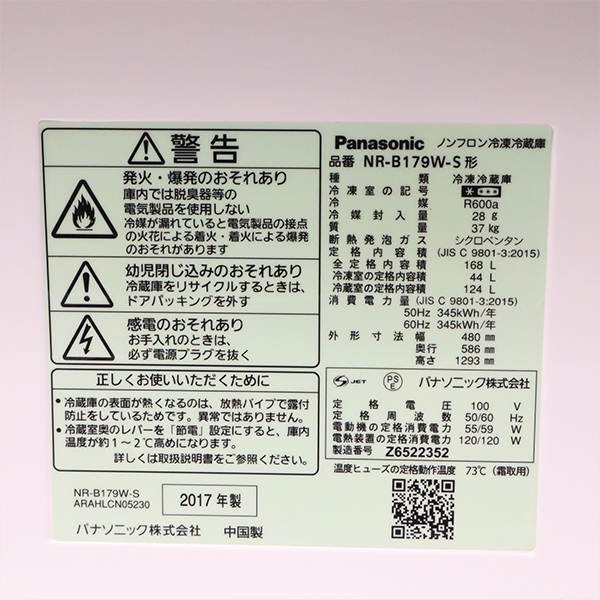 警告
発火・爆発のおそれあり
庫内では脱臭器等の
電気製品を使用しない
冷媒が漏れていると電気製品の接点
の火花による着火・着火による爆発
のおそれがあります
幼児閉じ込みのおそれあり
冷蔵庫をリサイクルするときは、
ドアパッキングを外す
感電のおそれあり
お手入れのときは、
必ず電源プラグを抜く
正しくお使いいただくために
•冷蔵庫の表面が熱くなるのは、放熱パイプで露付
防止をしているためです。異常ではありません。
•冷蔵室奥のレバーを「節電」設定にすると、庫内
温度が約1~2℃高めになります。
詳しくは取扱説明書をご参照ください。
NR-B179W-S
ARAHLCN05230
2017年製
パナソニック株式会社 中国製
Panasonic ノンフロン冷凍冷蔵庫
品番 NR-B179W-S形
種類 冷凍冷蔵庫
冷凍室の記号
冷媒 R600a
冷媒封入量 28 g
質量 37 kg
断熱発泡ガス シクロペンタン
定格内容積 (JIS C 9801-3:2015)
全定格内容積 168 L
冷凍室の定格内容積 44 L
冷蔵室の定格内容積 124 L
消費電力量 (JIS C 9801-3:2015)
50Hz 345kWh/年
60Hz 345kWh/年
外形寸法 幅 480 mm
奥行 586 mm
高さ 1293 mm
JET PSE パナソニック株式会社
定格電圧 100 V
定格周波数 50/60 Hz
電動機の定格消費電力 55/59 W
電熱装置の定格消費電力 120/120 W
製造番号 Z6522352
温度ヒューズの定格動作温度 73℃(霜取用)